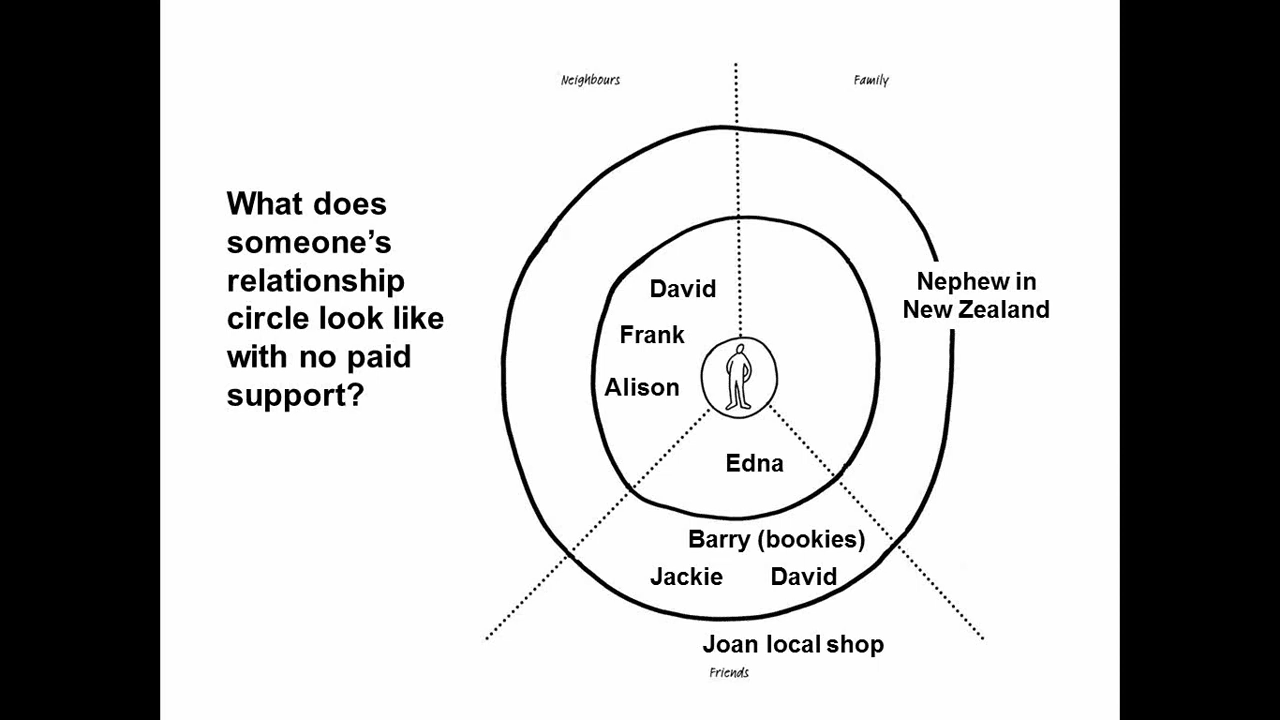 Neighbours
Family
What does
someone's
relationship
circle look like
with no paid
support?
David
Frank
Alison
Nephew in
New Zealand
Edna
Barry (bookies)
Jackie David
Joan local shop
Friends